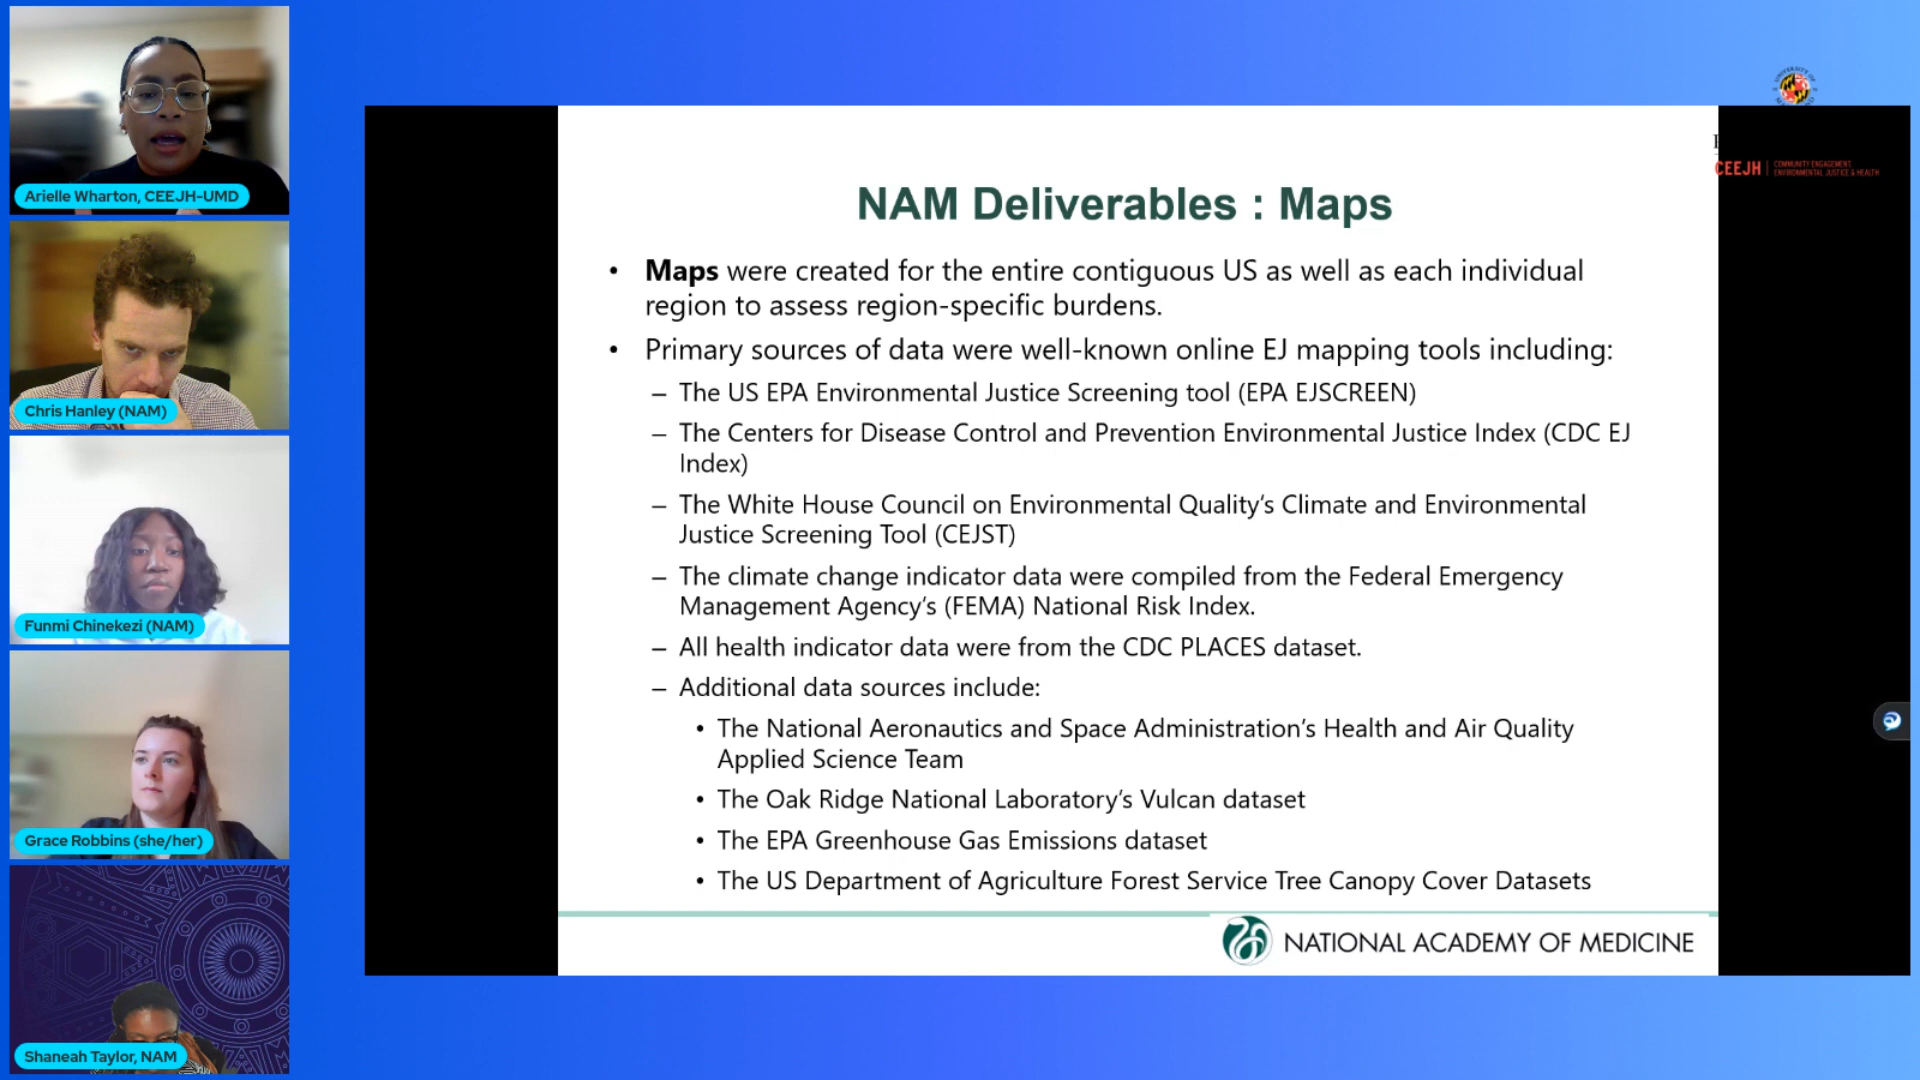 Arielle Wharton, CEEJH-UMD
Chris Hanley (NAM)
Funmi Chinekezi (NAM)
Grace Robbins (she/her)
Shaneah Taylor, NAM
UNIVERSITY OF
CEEJH
COMMUNITY ENGAGEMENT,
ENVIRONMENTAL JUSTICE & HEALTH
NAM Deliverables : Maps
• Maps were created for the entire contiguous US as well as each individual
region to assess region-specific burdens.
• Primary sources of data were well-known online EJ mapping tools including:
– The US EPA Environmental Justice Screening tool (EPA EJSCREEN)
– The Centers for Disease Control and Prevention Environmental Justice Index (CDC EJ
Index)
– The White House Council on Environmental Quality's Climate and Environmental
Justice Screening Tool (CEJST)
– The climate change indicator data were compiled from the Federal Emergency
Management Agency's (FEMA) National Risk Index.
– All health indicator data were from the CDC PLACES dataset.
– Additional data sources include:
• The National Aeronautics and Space Administration's Health and Air Quality
Applied Science Team
• The Oak Ridge National Laboratory's Vulcan dataset
• The EPA Greenhouse Gas Emissions dataset
• The US Department of Agriculture Forest Service Tree Canopy Cover Datasets
NATIONAL ACADEMY OF MEDICINE